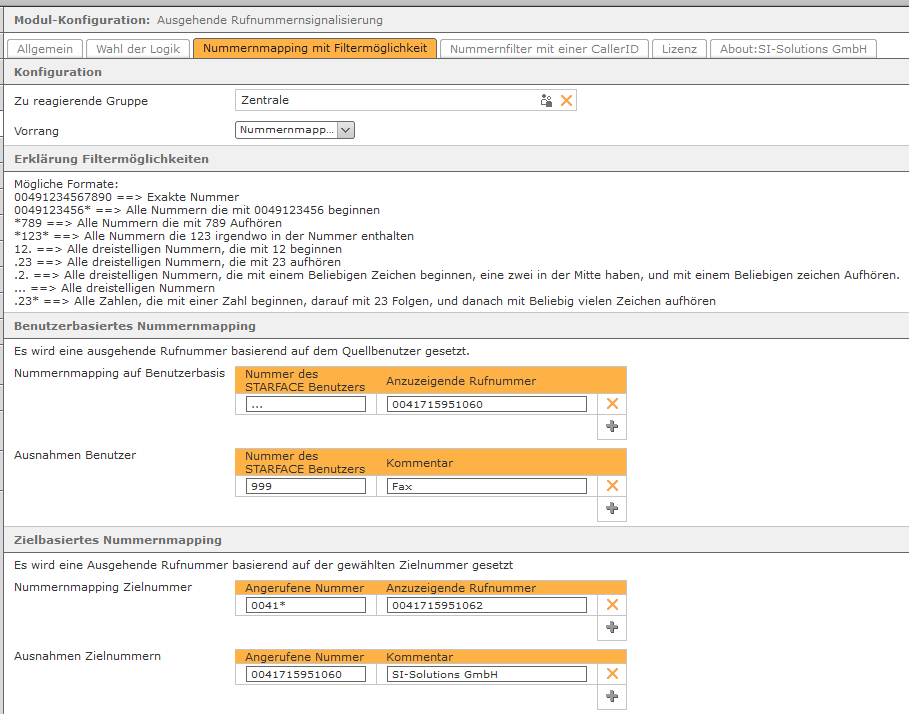 Modul-Konfiguration: Ausgehende Rufnummernsignalisierung
Allgemein Wahl der Logik Nummernmapping mit Filtermöglichkeit Nummernfilter mit einer CallerID Lizenz About:SI-Solutions GmbH
Konfiguration
Zu reagierende Gruppe Zentrale
Vorrang Nummernmapp...
Erklärung Filtermöglichkeiten
Mögliche Formate:
00491234567890 ==> Exakte Nummer
0049123456* ==> Alle Nummern die mit 0049123456 beginnen
*789 ==> Alle Nummern die mit 789 Aufhören
*123* ==> Alle Nummern die 123 irgendwo in der Nummer enthalten
12. ==> Alle dreistelligen Nummern, die mit 12 beginnen
.23 ==> Alle dreistelligen Nummern, die mit 23 aufhören
.2. ==> Alle dreistelligen Nummern, die mit einem Beliebigen Zeichen beginnen, eine zwei in der Mitte haben, und mit einem Beliebigen zeichen Aufhören.
... ==> Alle dreistelligen Nummern
.23* ==> Alle Zahlen, die mit einer Zahl beginnen, darauf mit 23 Folgen, und danach mit Beliebig vielen Zeichen aufhören
Benutzerbasiertes Nummernmapping
Es wird eine ausgehende Rufnummer basierend auf dem Quellbenutzer gesetzt.
Nummernmapping auf Benutzerbasis
Nummer des STARFACE Benutzers Anzuzeigende Rufnummer
... 0041715951060
Ausnahmen Benutzer
Nummer des STARFACE Benutzers Kommentar
999 Fax
Zielbasiertes Nummernmapping
Es wird eine Ausgehende Rufnummer basierend auf der gewählten Zielnummer gesetzt
Nummernmapping Zielnummer
Angerufene Nummer Anzuzeigende Rufnummer
0041* 0041715951062
Ausnahmen Zielnummern
Angerufene Nummer Kommentar
0041715951060 SI-Solutions GmbH